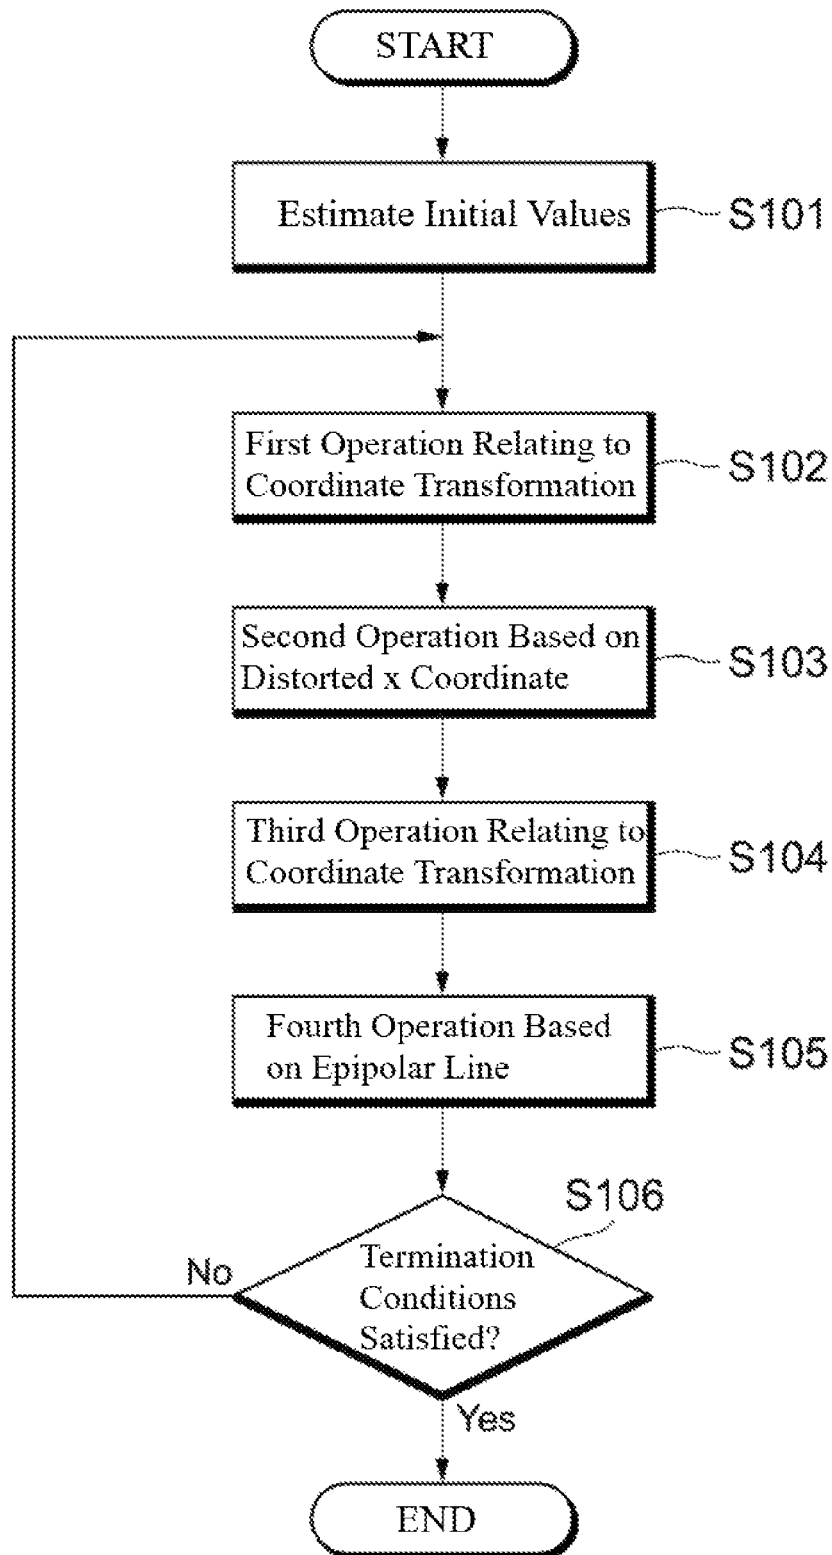 START
Estimate Initial Values
S101
First Operation Relating to
Coordinate Transformation
S102
Second Operation Based on
Distorted x Coordinate
S103
Third Operation Relating to
Coordinate Transformation
S104
Fourth Operation Based
on Epipolar Line
S105
S106
Termination
Conditions
Satisfied?
No
Yes
END